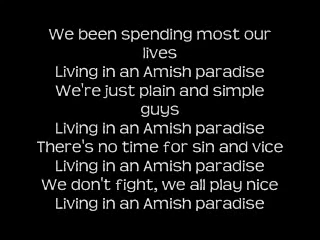 We been spending most our
lives
Living in an Amish paradise
We're just plain and simple
guys
Living in an Amish paradise
There's no time for sin and vice
Living in an Amish paradise
We don't fight, we all play nice
Living in an Amish paradise